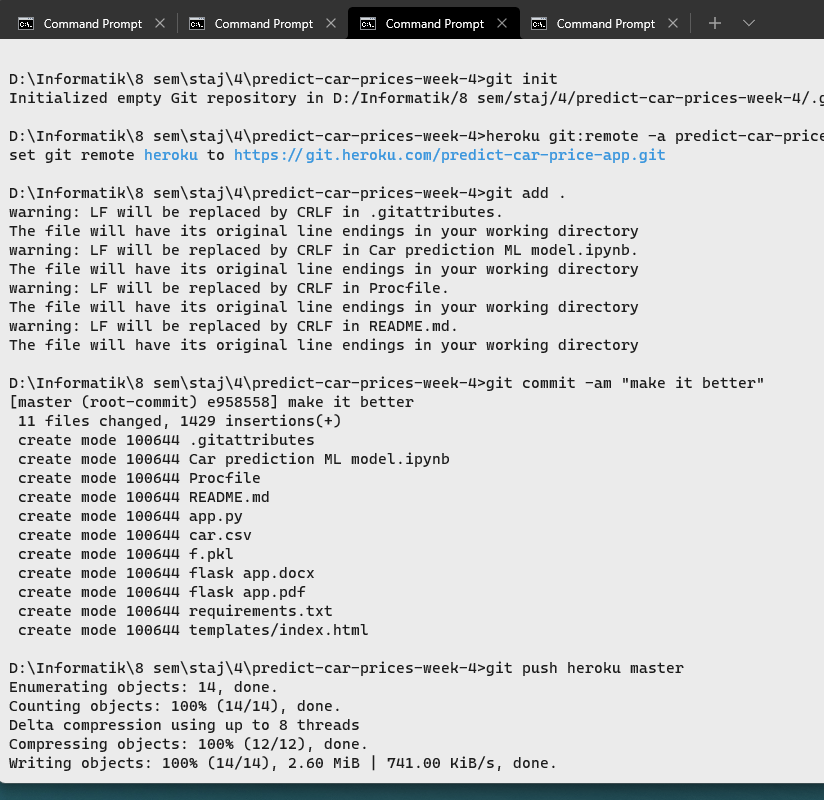 Command Prompt
Command Prompt
Command Prompt
Command Prompt
D:\Informatik\8 sem\staj\4\predict-car-prices-week-4>git init
Initialized empty Git repository in D:/Informatik/8 sem/staj/4/predict-car-prices-week-4/.g
D:\Informatik\8 sem\staj\4\predict-car-prices-week-4>heroku git:remote -a predict-car-price
set git remote heroku to https://git.heroku.com/predict-car-price-app.git
D:\Informatik\8 sem\staj\4\predict-car-prices-week-4>git add .
warning: LF will be replaced by CRLF in .gitattributes.
The file will have its original line endings in your working directory
warning: LF will be replaced by CRLF in Car prediction ML model.ipynb.
The file will have its original line endings in your working directory
warning: LF will be replaced by CRLF in Procfile.
The file will have its original line endings in your working directory
warning: LF will be replaced by CRLF in README.md.
The file will have its original line endings in your working directory
D:\Informatik\8 sem\staj\4\predict-car-prices-week-4>git commit -am "make it better"
[master (root-commit) e958558] make it better
11 files changed, 1429 insertions(+)
create mode 100644 .gitattributes
create mode 100644 Car prediction ML model.ipynb
create mode 100644 Procfile
create mode 100644 README.md
create mode 100644 app.py
create mode 100644 car.csv
create mode 100644 f.pkl
create mode 100644 flask app.docx
create mode 100644 flask app.pdf
create mode 100644 requirements.txt
create mode 100644 templates/index.html
D:\Informatik\8 sem\staj\4\predict-car-prices-week-4>git push heroku master
Enumerating objects: 14, done.
Counting objects: 100% (14/14), done.
Delta compression using up to 8 threads
Compressing objects: 100% (12/12), done.
Writing objects: 100% (14/14), 2.60 MiB | 741.00 KiB/s, done.